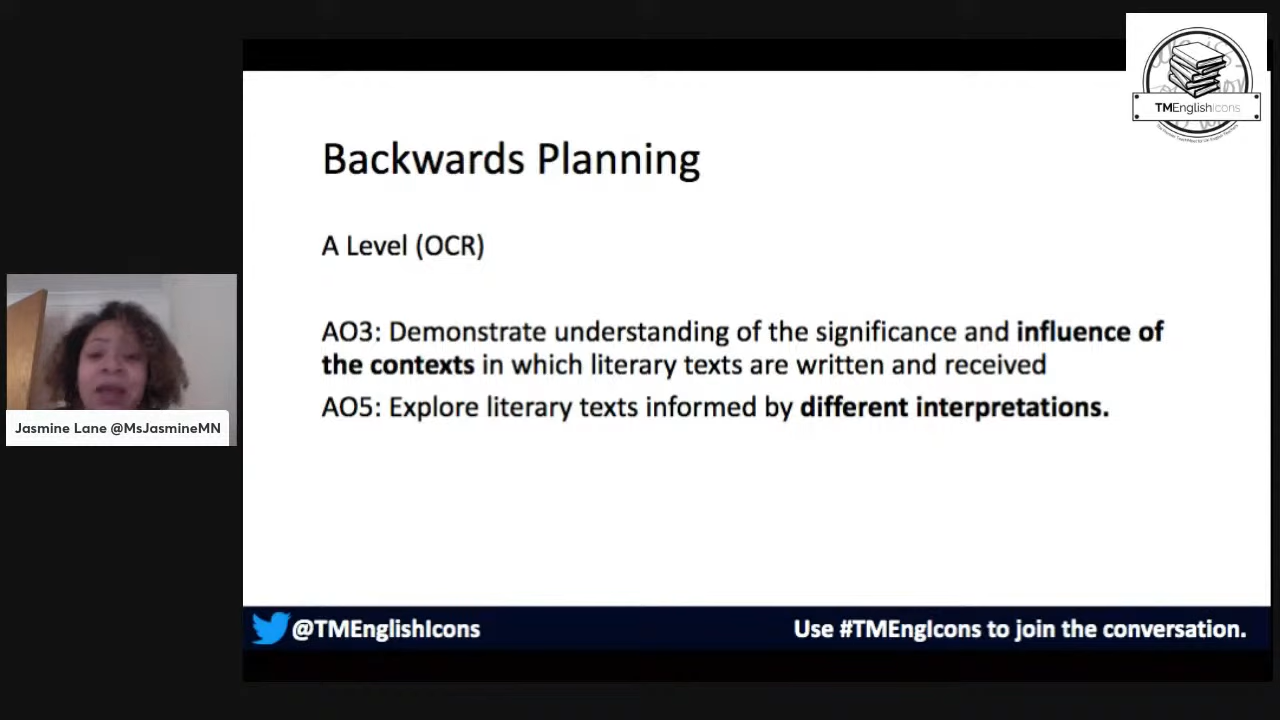 TMEnglishIcons
Backwards Planning
A Level (OCR)
AO3: Demonstrate understanding of the significance and influence of
the contexts in which literary texts are written and received
AO5: Explore literary texts informed by different interpretations.
Jasmine Lane @MsJasmineMN
@TMEnglishIcons
Use #TMEngIcons to join the conversation.